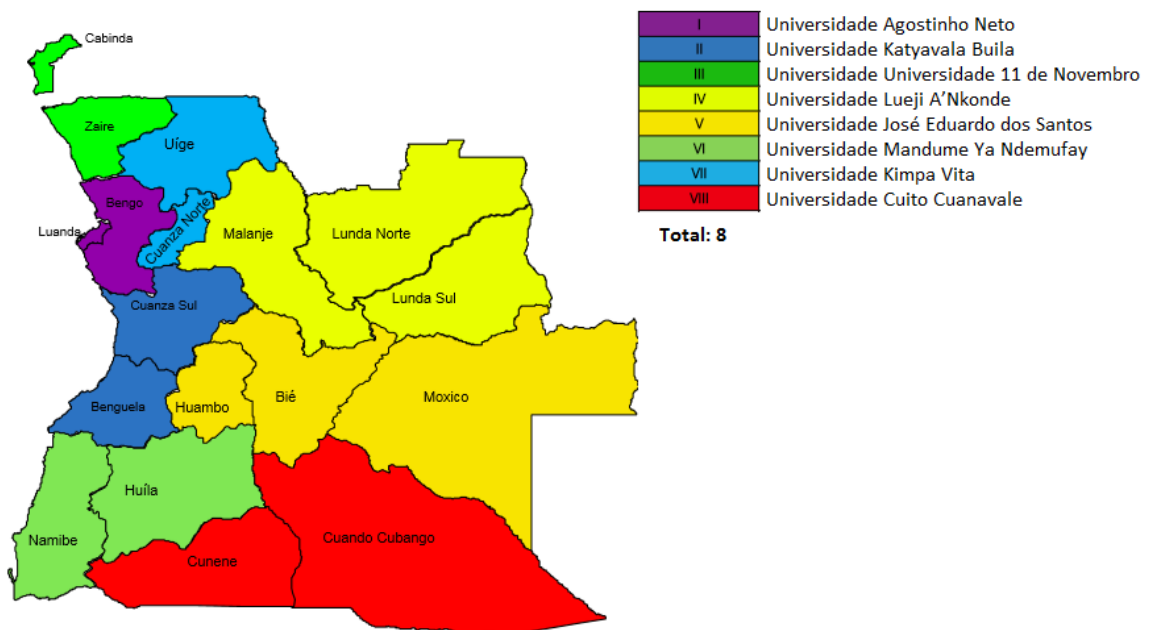 Cabinda
Zaire
Uíge
Bengo
Luanda
Cuanza Norte
Malanje
Lunda Norte
Lunda Sul
Cuanza Sul
Benguela
Huambo
Bié
Moxico
Huíla
Namibe
Cunene
Cuando Cubango
I Universidade Agostinho Neto
II Universidade Katyavala Buila
III Universidade Universidade 11 de Novembro
IV Universidade Lueji A’Nkonde
V Universidade José Eduardo dos Santos
VI Universidade Mandume Ya Ndemufay
VII Universidade Kimpa Vita
VIII Universidade Cuito Cuanavale
Total: 8